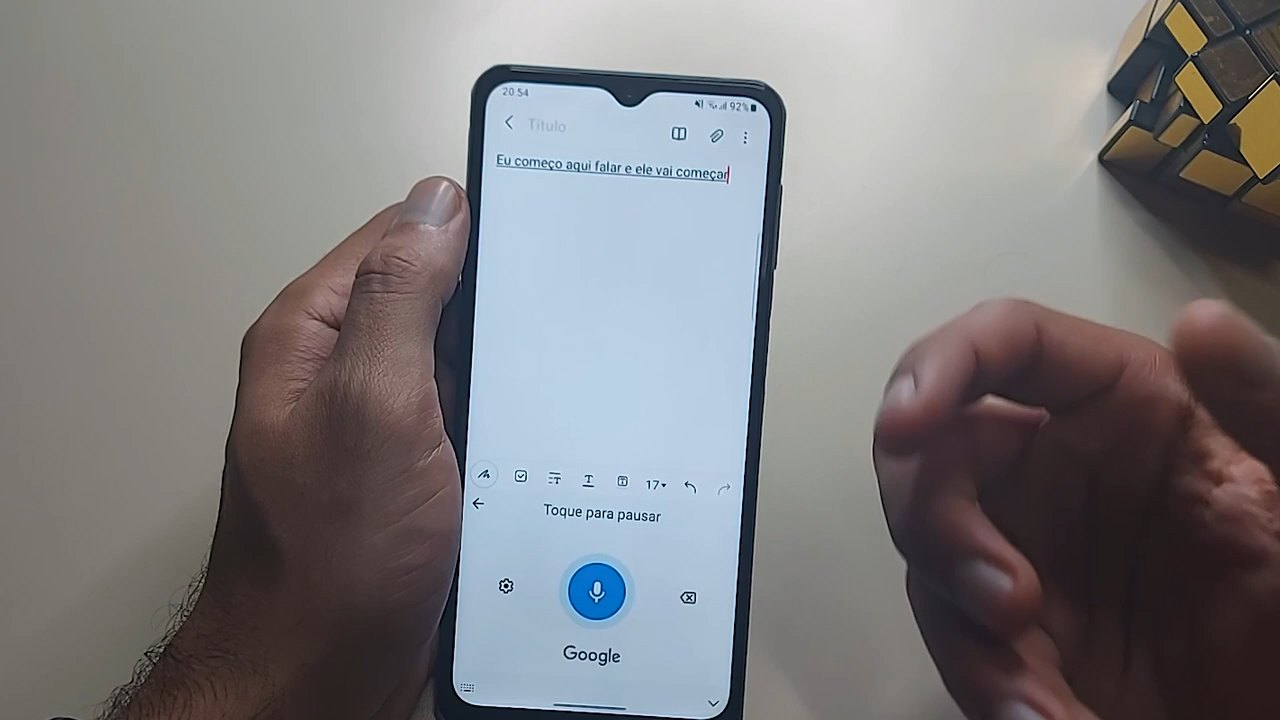 20.54
92%
Título
Eu começo aqui falar e ele vai começar
17
Toque para pausar
Google